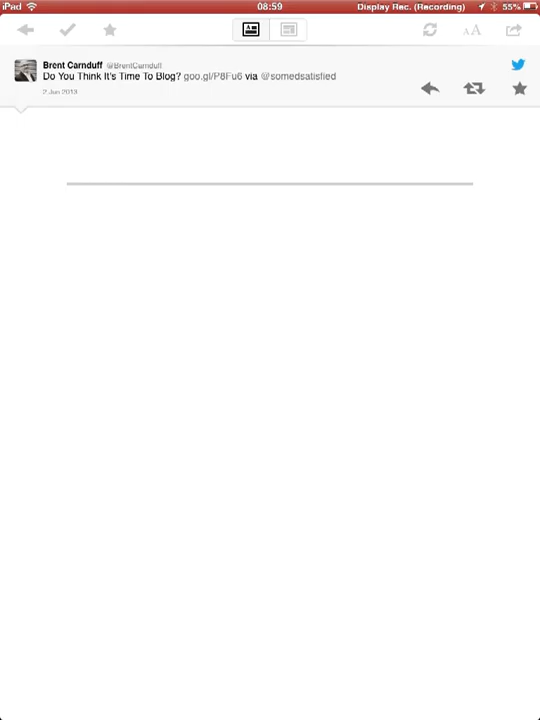 iPad 08:59 Display Rec. (Recording) 55%
A A A
Brent Carnduff @BrentCarnduff
Do You Think It's Time To Blog? goo.gl/P8Fu6 via @somedsatisfied
2 Jun 2013